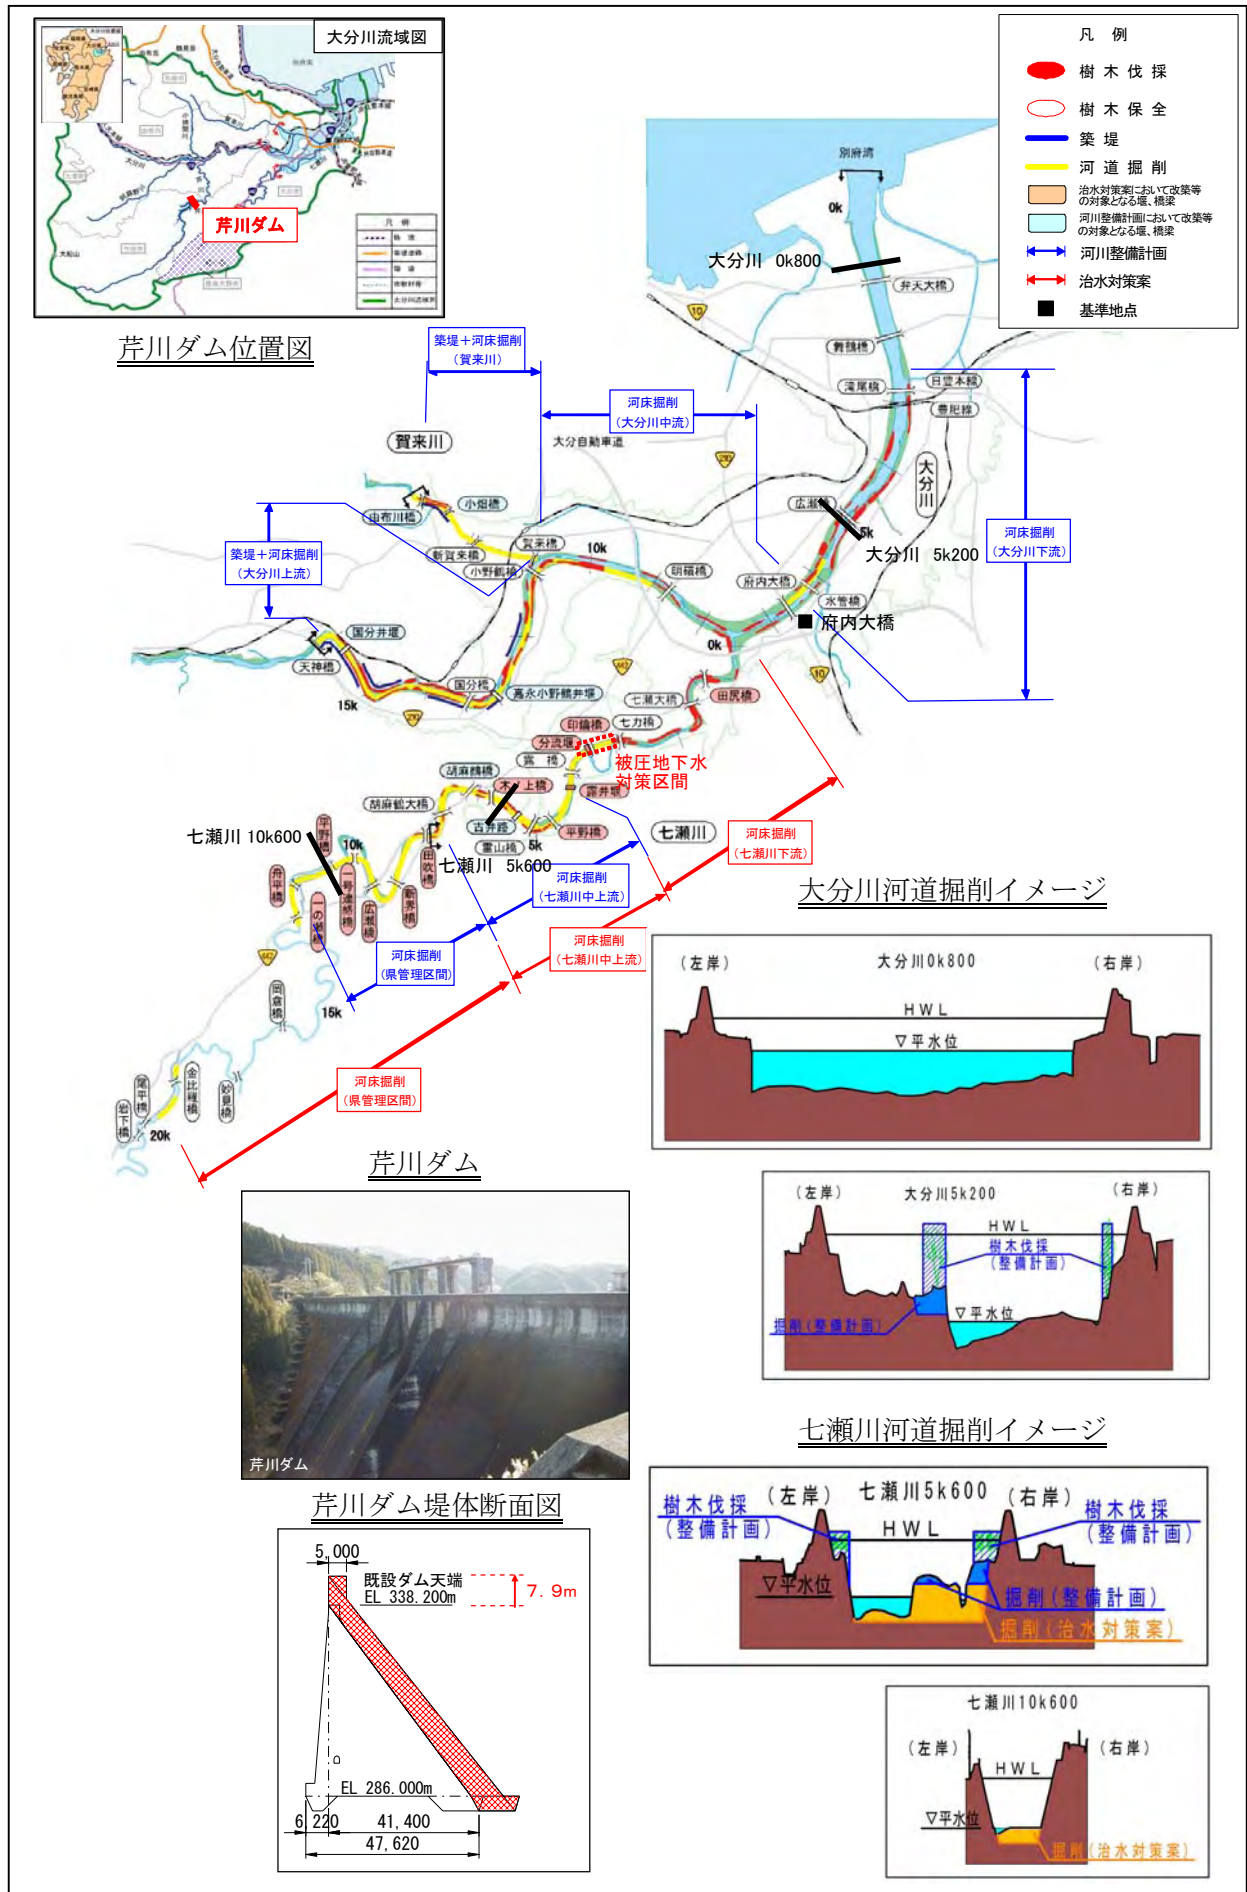 大分川流域図
芹川ダム
芹川ダム位置図
凡 例
樹 木 伐 採
樹 木 保 全
築 堤
河 道 掘 削
治水対策案において改築等
の対象となる堰、橋梁
河川整備計画において改築等
の対象となる堰、橋梁
河川整備計画
治水対策案
基準地点
別府湾
0k
大分川 0k800
弁天大橋
10
舞鶴橋
滝尾橋
日豊本線
豊肥線
築堤+河床掘削
(賀来川)
河床掘削
(大分川中流)
大分自動車道
賀来川
210
大分川
広瀬橋
5k
大分川 5k200
河床掘削
(大分川下流)
由布川橋
小畑橋
新賀来橋
賀来橋
小野鶴橋
10k
明磧橋
府内大橋
水管橋
府内大橋
築堤+河床掘削
(大分川上流)
国分井堰
天神橋
15k
国分橋
210
0k
442
10
七瀬大橋
田尻橋
印鑰橋
七力橋
分流堰
被圧地下水
対策区間
胡麻鶴橋
木ノ上橋
胡麻鶴大橋
古井路
霊山橋
5k
平野橋
七瀬川
七瀬川 10k600
平野橋
10k
田吹橋
七瀬川 5k600
舟平橋
一の瀬橋
広瀬橋
新界橋
河床掘削
(七瀬川下流)
河床掘削
(七瀬川中上流)
河床掘削
(七瀬川中上流)
河床掘削
(県管理区間)
442
岡倉橋
15k
河床掘削
(県管理区間)
金比羅橋
妙見橋
尾平橋
岩下橋
20k
大分川河道掘削イメージ
(左岸)
大分川0k800
(右岸)
HWL
▽平水位
(左岸)
大分川5k200
(右岸)
HWL
樹木伐採
(整備計画)
掘削(整備計画)
▽平水位
芹川ダム
芹川ダム
七瀬川河道掘削イメージ
樹木伐採
(整備計画)
(左岸)
七瀬川5k600
(右岸)
樹木伐採
(整備計画)
HWL
▽平水位
掘削(整備計画)
掘削(治水対策案)
七瀬川10k600
(左岸)
(右岸)
HWL
▽平水位
掘削(治水対策案)
芹川ダム堤体断面図
5,000
既設ダム天端
EL 338.200m
7.9m
EL 286.000m
6,220
41,400
47,620